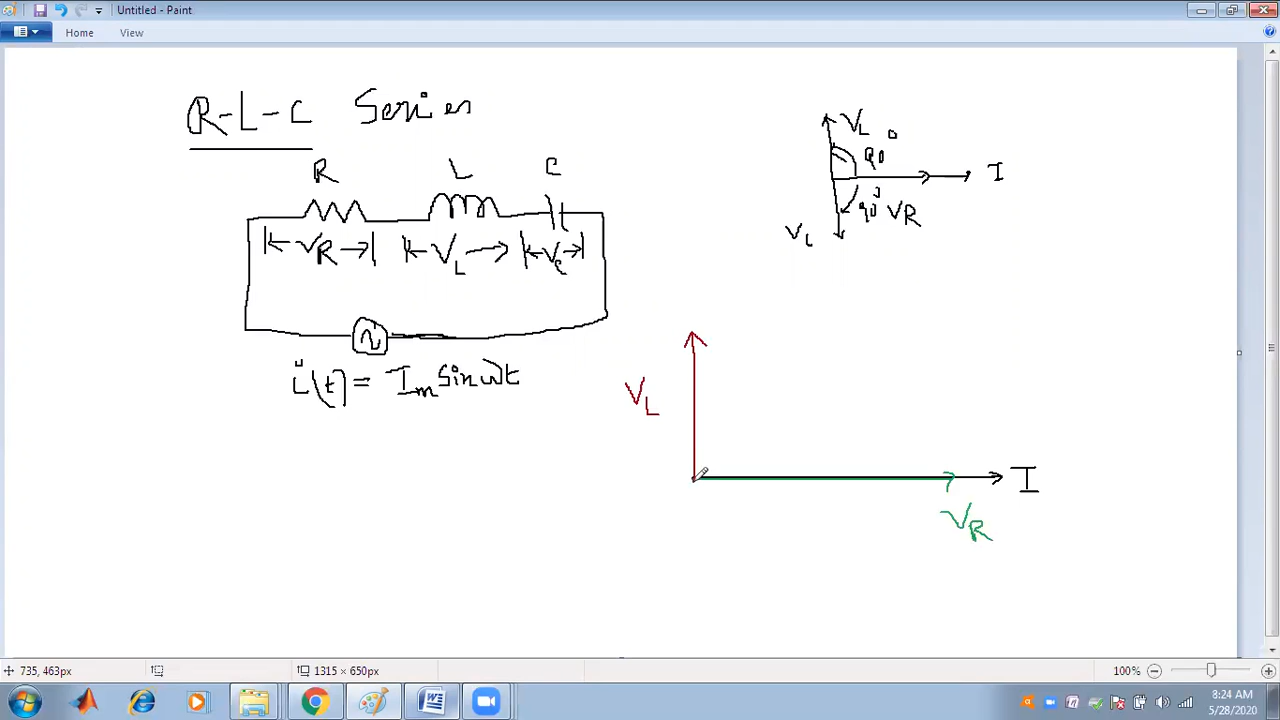 Untitled - Paint
Home View
R-L-C Series
R L C
VR VL VC
i(t) = Im Sin ωt
VL
90°
I
90° VR
VL
VL
I
VR
735, 463px
1315 × 650px
100%
8:24 AM
5/28/2020